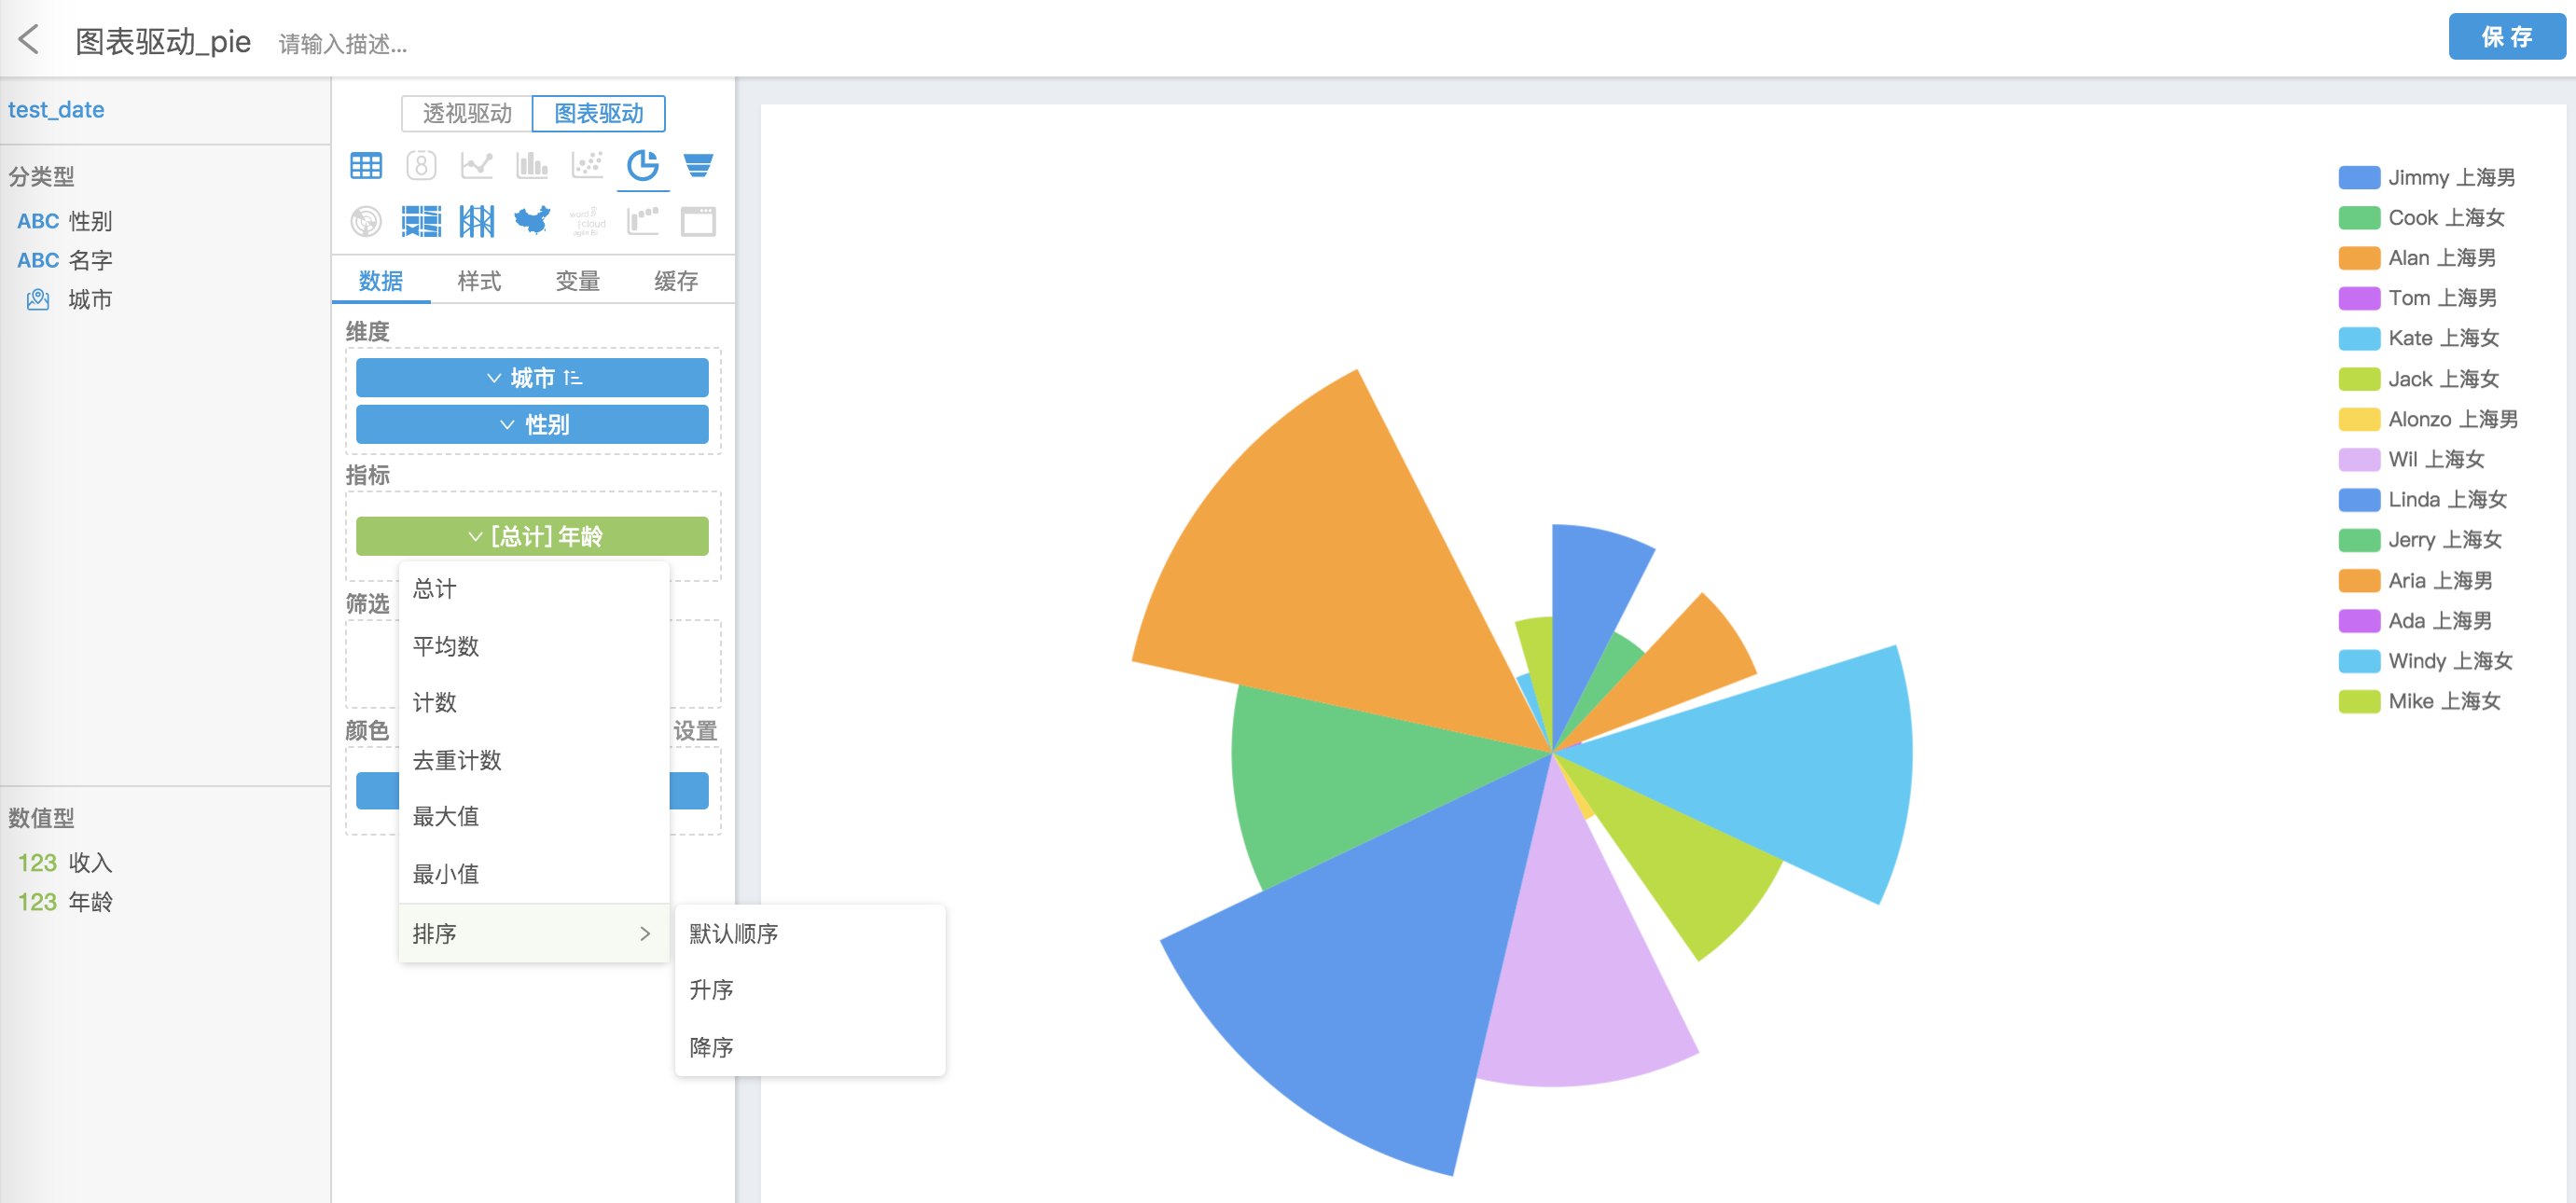 图表驱动_pie 请输入描述...
保 存
test_date
分类型
ABC 性别
ABC 名字
城市
数值型
123 收入
123 年龄
透视驱动 图表驱动
8
word
cloud
数据 样式 变量 缓存
维度
城市
性别
指标
[总计] 年龄
总计
筛选
平均数
计数
颜色 设置
去重计数
最大值
最小值
排序
默认顺序
升序
降序
Jimmy 上海男
Cook 上海女
Alan 上海男
Tom 上海男
Kate 上海女
Jack 上海女
Alonzo 上海男
Wil 上海女
Linda 上海女
Jerry 上海女
Aria 上海男
Ada 上海男
Windy 上海女
Mike 上海女